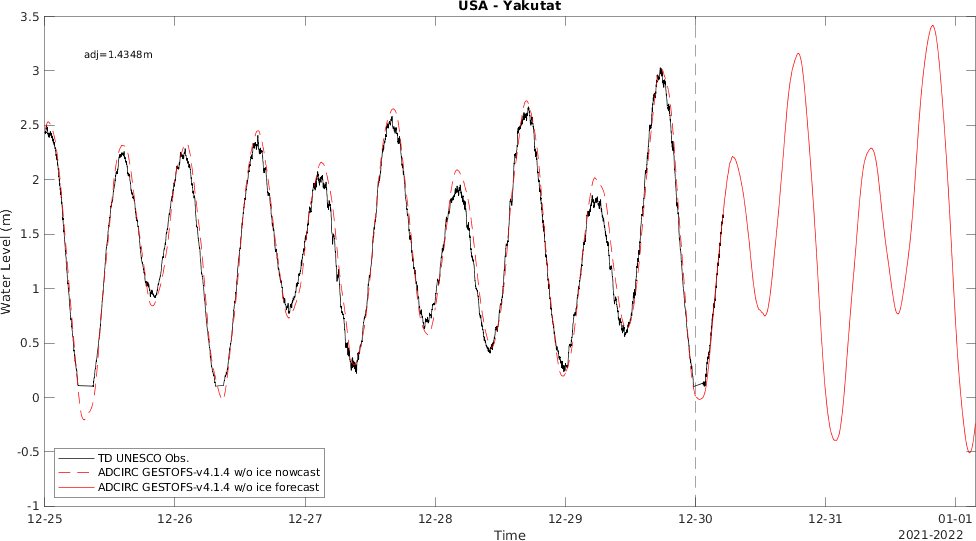 USA - Yakutat
adj=1.4348m
3.5
3
2.5
2
1.5
1
0.5
0
-0.5
-1
Water Level (m)
TD UNESCO Obs.
ADCIRC GESTOFS-v4.1.4 w/o ice nowcast
ADCIRC GESTOFS-v4.1.4 w/o ice forecast
12-25 12-26 12-27 12-28 12-29 12-30 12-31 01-01
Time
2021-2022